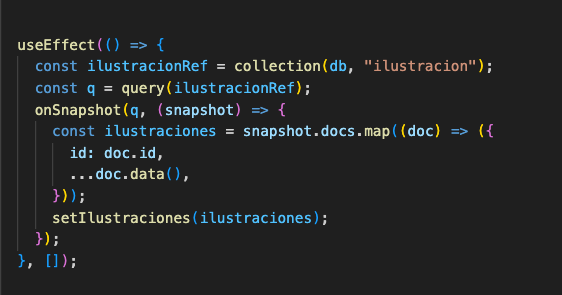 useEffect(() => {
  const ilustracionRef = collection(db, "ilustracion");
  const q = query(ilustracionRef);
  onSnapshot(q, (snapshot) => {
    const ilustraciones = snapshot.docs.map((doc) => ({
      id: doc.id,
      ...doc.data(),
    }));
    setIlustraciones(ilustraciones);
  });
}, []);